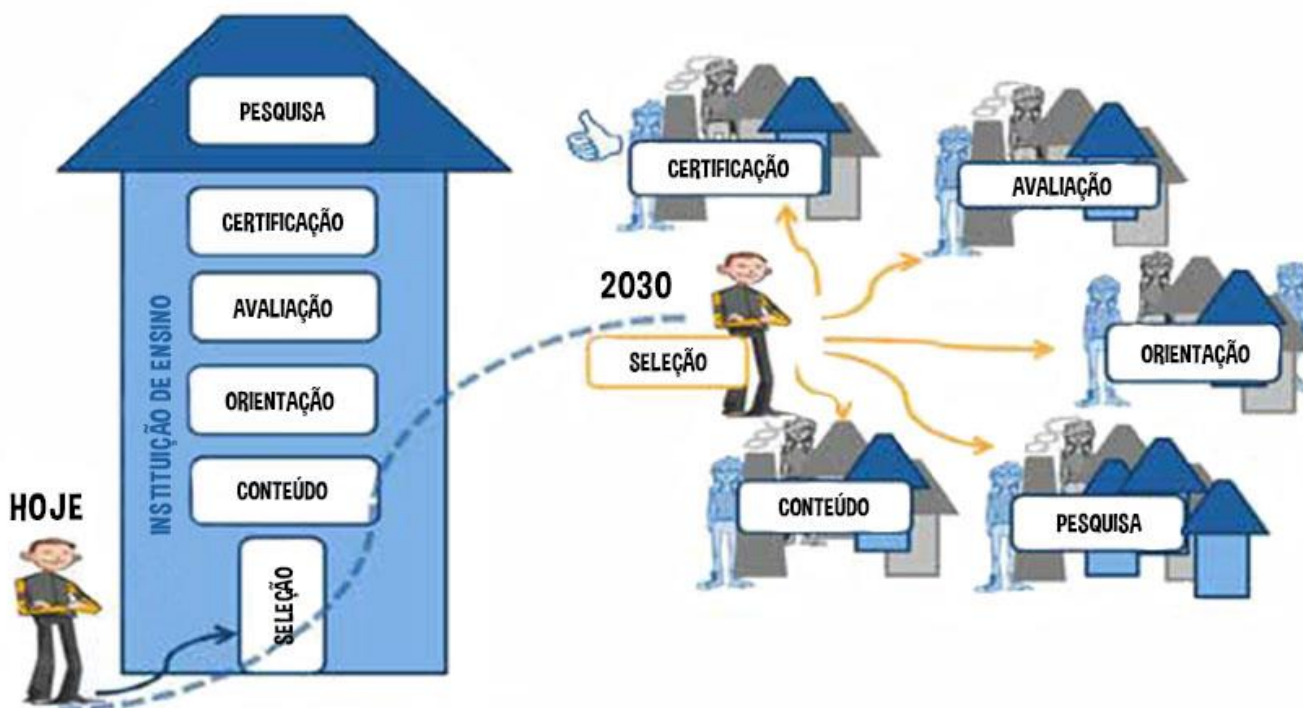 PESQUISA
CERTIFICAÇÃO
AVALIAÇÃO
ORIENTAÇÃO
CONTEÚDO
SELEÇÃO
INSTITUIÇÃO DE ENSINO
HOJE
2030
SELEÇÃO
CERTIFICAÇÃO
AVALIAÇÃO
ORIENTAÇÃO
CONTEÚDO
PESQUISA